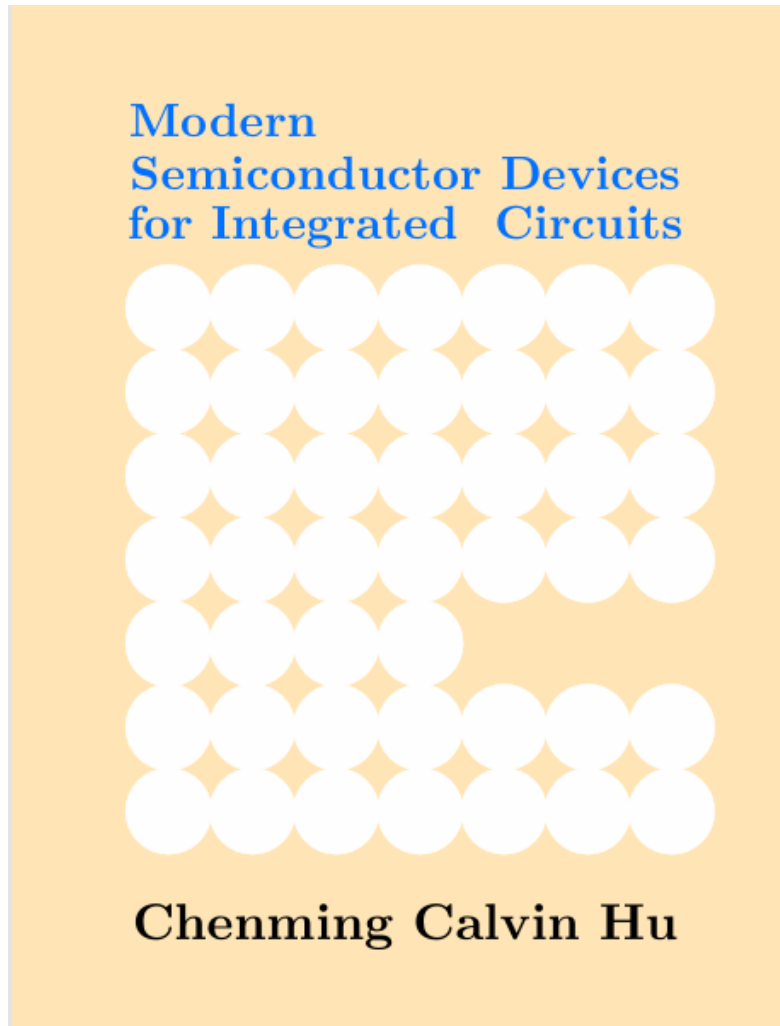 Modern
Semiconductor Devices
for Integrated Circuits
Chenming Calvin Hu